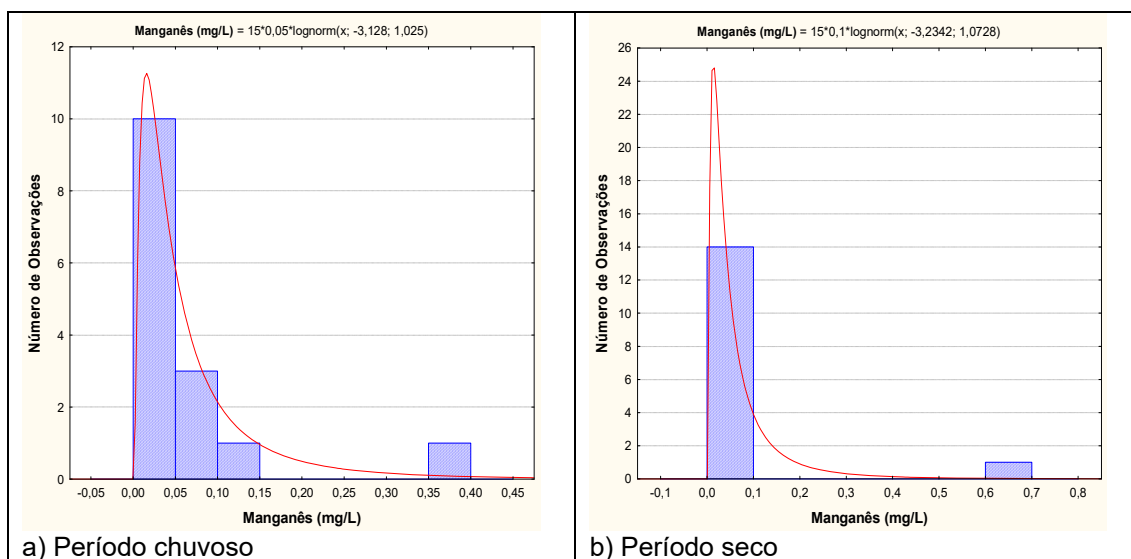 Manganês (mg/L) = 15*0,05*lognorm(x; -3,128; 1,025)
12
10
8
6
4
2
0
Número de Observações
-0,05 0,00 0,05 0,10 0,15 0,20 0,25 0,30 0,35 0,40 0,45
Manganês (mg/L)
a) Período chuvoso
Manganês (mg/L) = 15*0,1*lognorm(x; -3,2342; 1,0728)
26
24
22
20
18
16
14
12
10
8
6
4
2
0
Número de Observações
-0,1 0,0 0,1 0,2 0,3 0,4 0,5 0,6 0,7 0,8
Manganês (mg/L)
b) Período seco